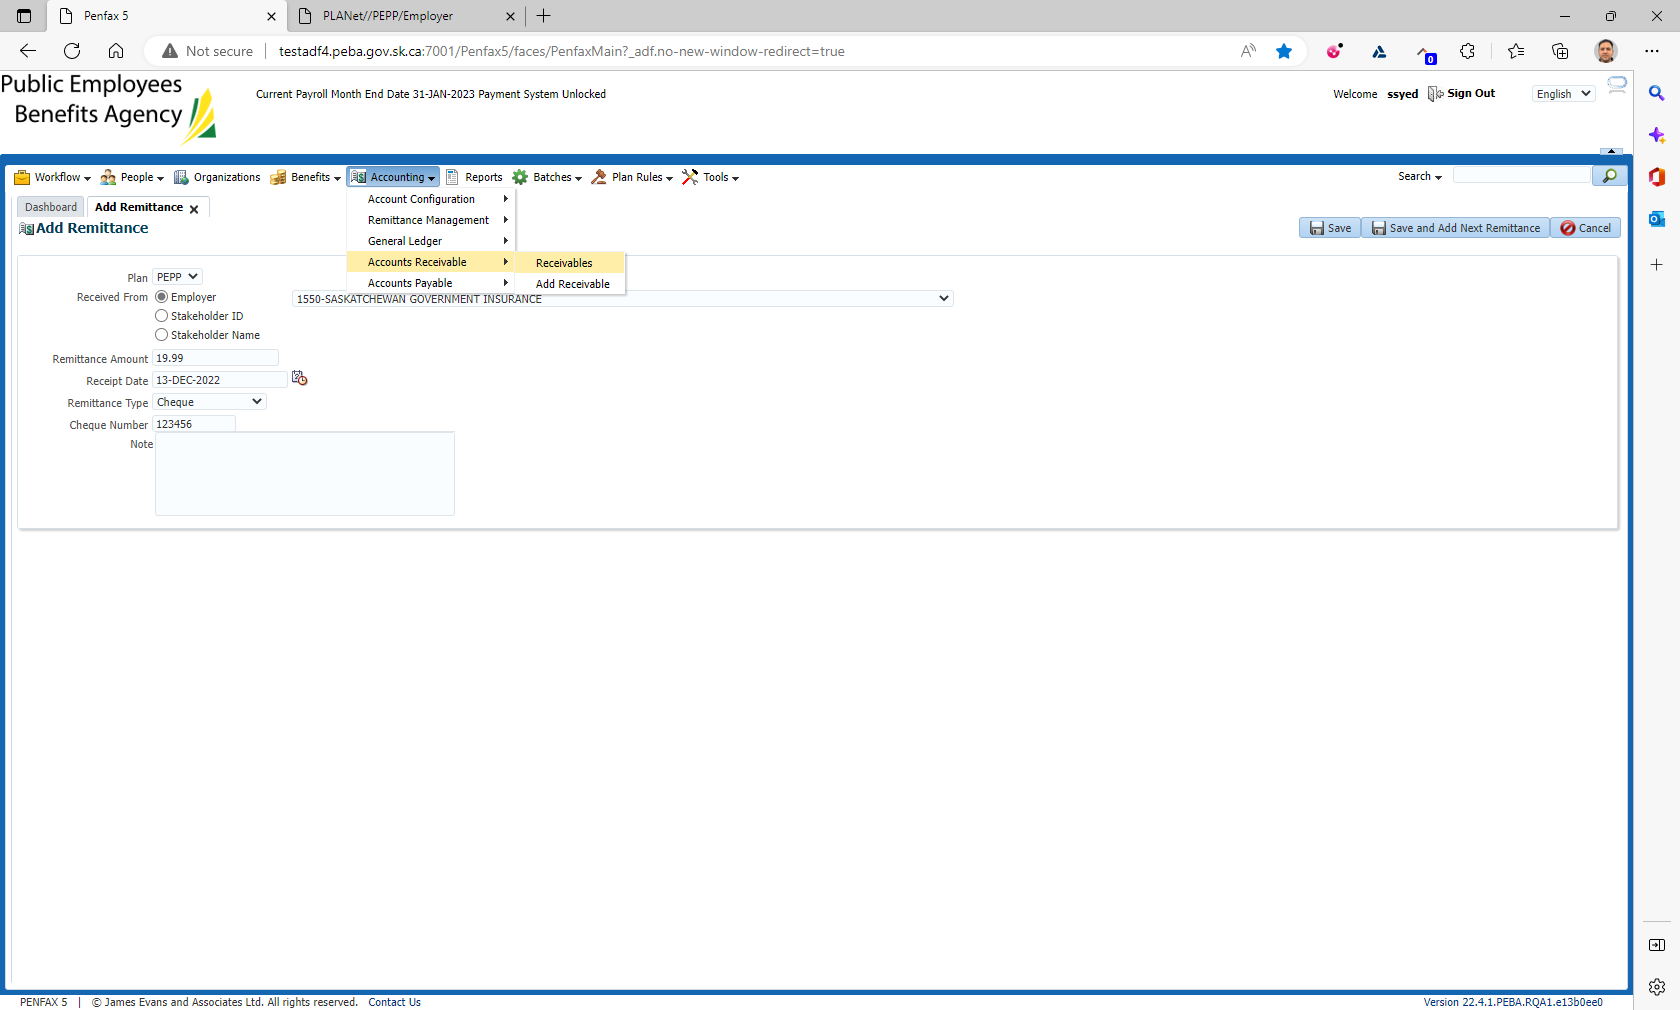 Penfax 5
PLANet//PEPP/Employer
Not secure
testadf4.peba.gov.sk.ca:7001/Penfax5/faces/PenfaxMain?_adf.no-new-window-redirect=true
A
0
Public Employees
Benefits Agency
Current Payroll Month End Date 31-JAN-2023 Payment System Unlocked
Welcome ssyed Sign Out
English
Workflow People Organizations Benefits Accounting Reports Batches Plan Rules Tools
Search
Dashboard Add Remittance
Account Configuration
Remittance Management
General Ledger
Accounts Receivable
Accounts Payable
Receivables
Add Receivable
Add Remittance
Save Save and Add Next Remittance Cancel
Plan PEPP
Received From Employer
1550-SASKATCHEWAN GOVERNMENT INSURANCE
Stakeholder ID
Stakeholder Name
Remittance Amount 19.99
Receipt Date 13-DEC-2022
Remittance Type Cheque
Cheque Number 123456
Note
PENFAX 5 | © James Evans and Associates Ltd. All rights reserved. Contact Us
Version 22.4.1.PEBA.RQA1.e13b0ee0